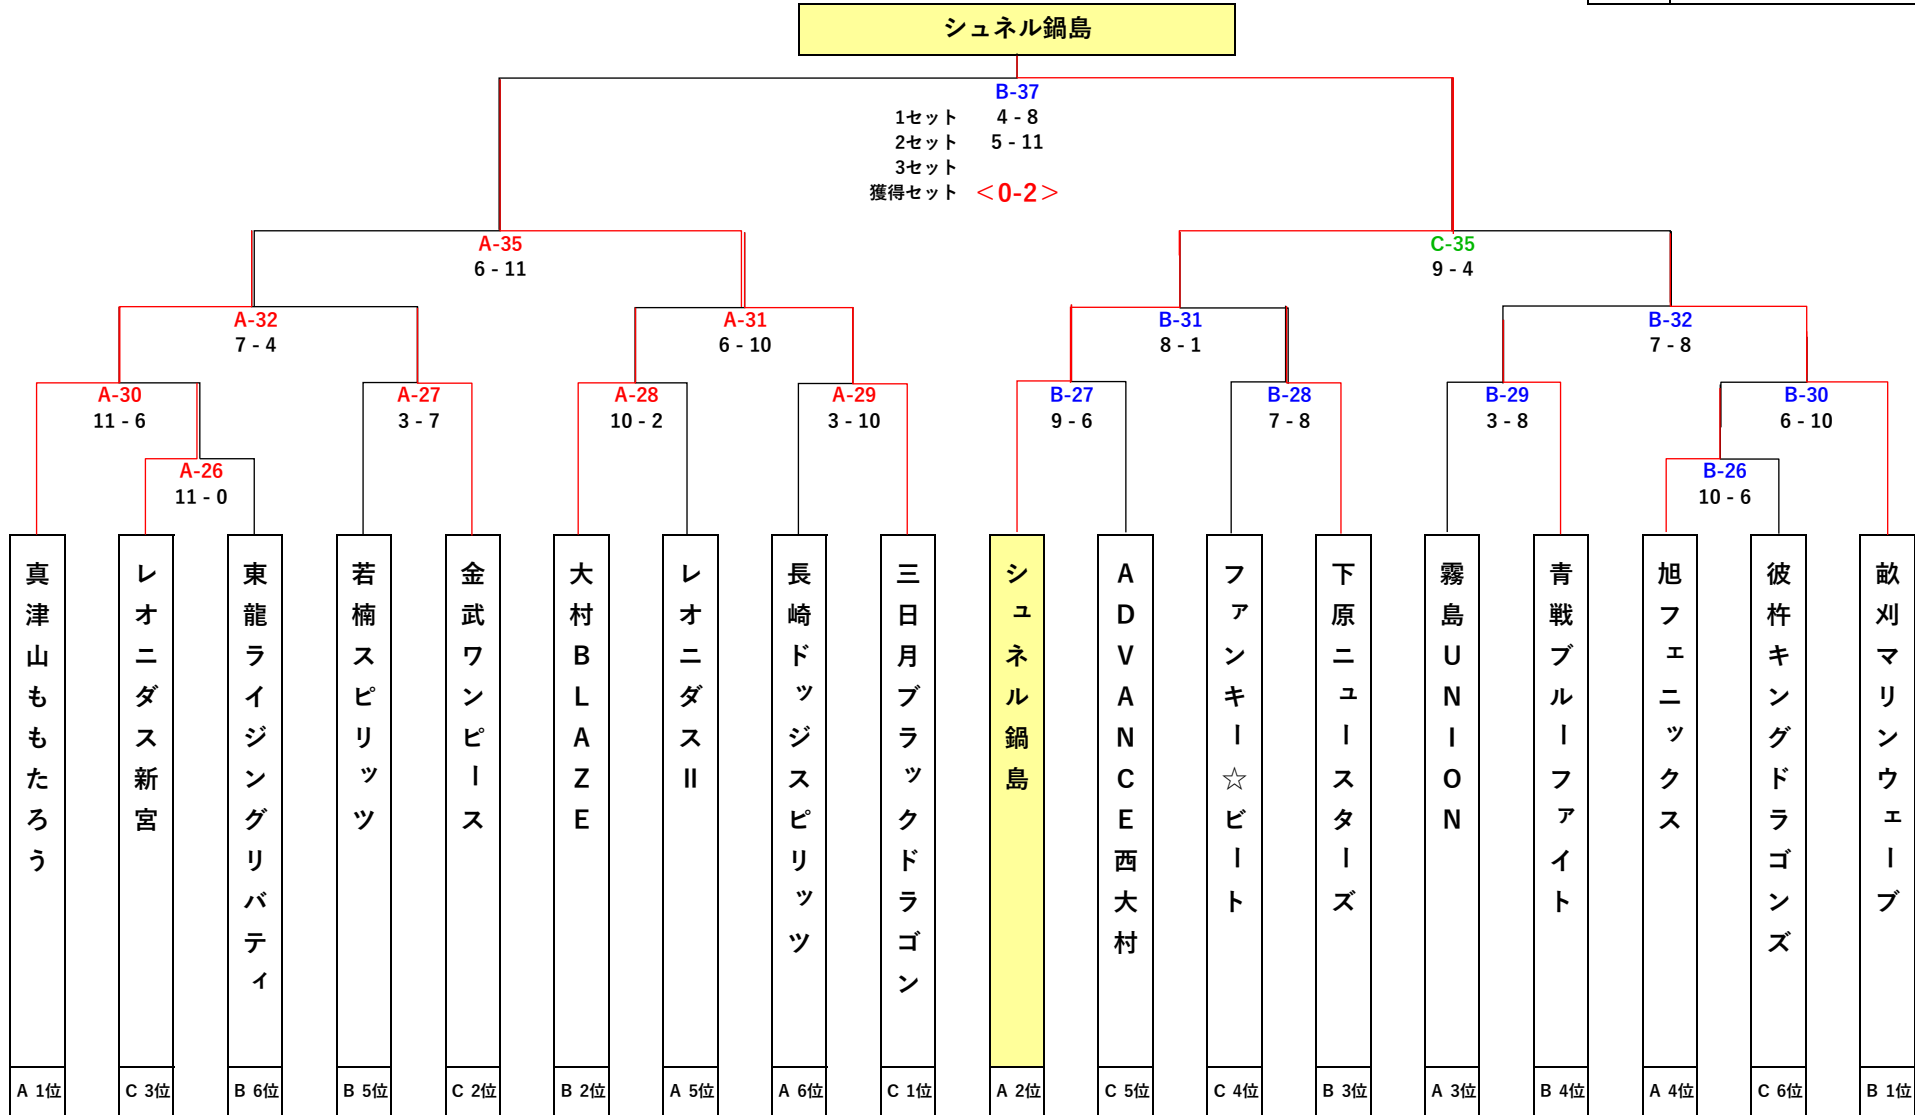 シュネル鍋島
B-37
1セット 4 - 8
2セット 5 - 11
3セット
獲得セット ＜0-2＞
A-35
6 - 11
C-35
9 - 4
A-32
7 - 4
A-31
6 - 10
B-31
8 - 1
B-32
7 - 8
A-30
11 - 6
A-27
3 - 7
A-28
10 - 2
A-29
3 - 10
B-27
9 - 6
B-28
7 - 8
B-29
3 - 8
B-30
6 - 10
A-26
11 - 0
B-26
10 - 6
真津山ももたろう
レオニダス新宮
東龍ライジングリバティ
若楠スピリッツ
金武ワンピース
大村BLAZE
レオニダスⅡ
長崎ドッジスピリッツ
三日月ブラックドラゴン
シュネル鍋島
ADVANCE西大村
ファンキー☆ビート
下原ニュースターズ
霧島UNION
青戦ブルーファイト
旭フェニックス
彼杵キングドラゴンズ
畝刈マリンウェーブ
A 1位
C 3位
B 6位
B 5位
C 2位
B 2位
A 5位
A 6位
C 1位
A 2位
C 5位
C 4位
B 3位
A 3位
B 4位
A 4位
C 6位
B 1位